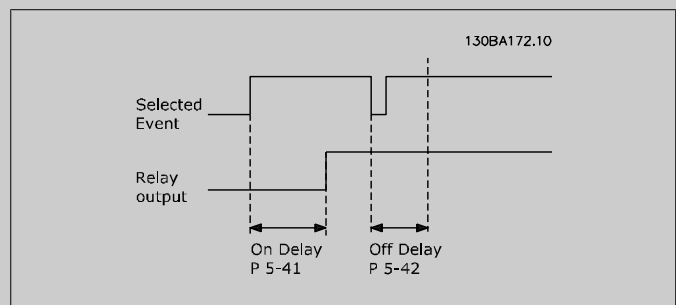 130BA172.10
Selected
Event
Relay
output
On Delay
P 5-41
Off Delay
P 5-42